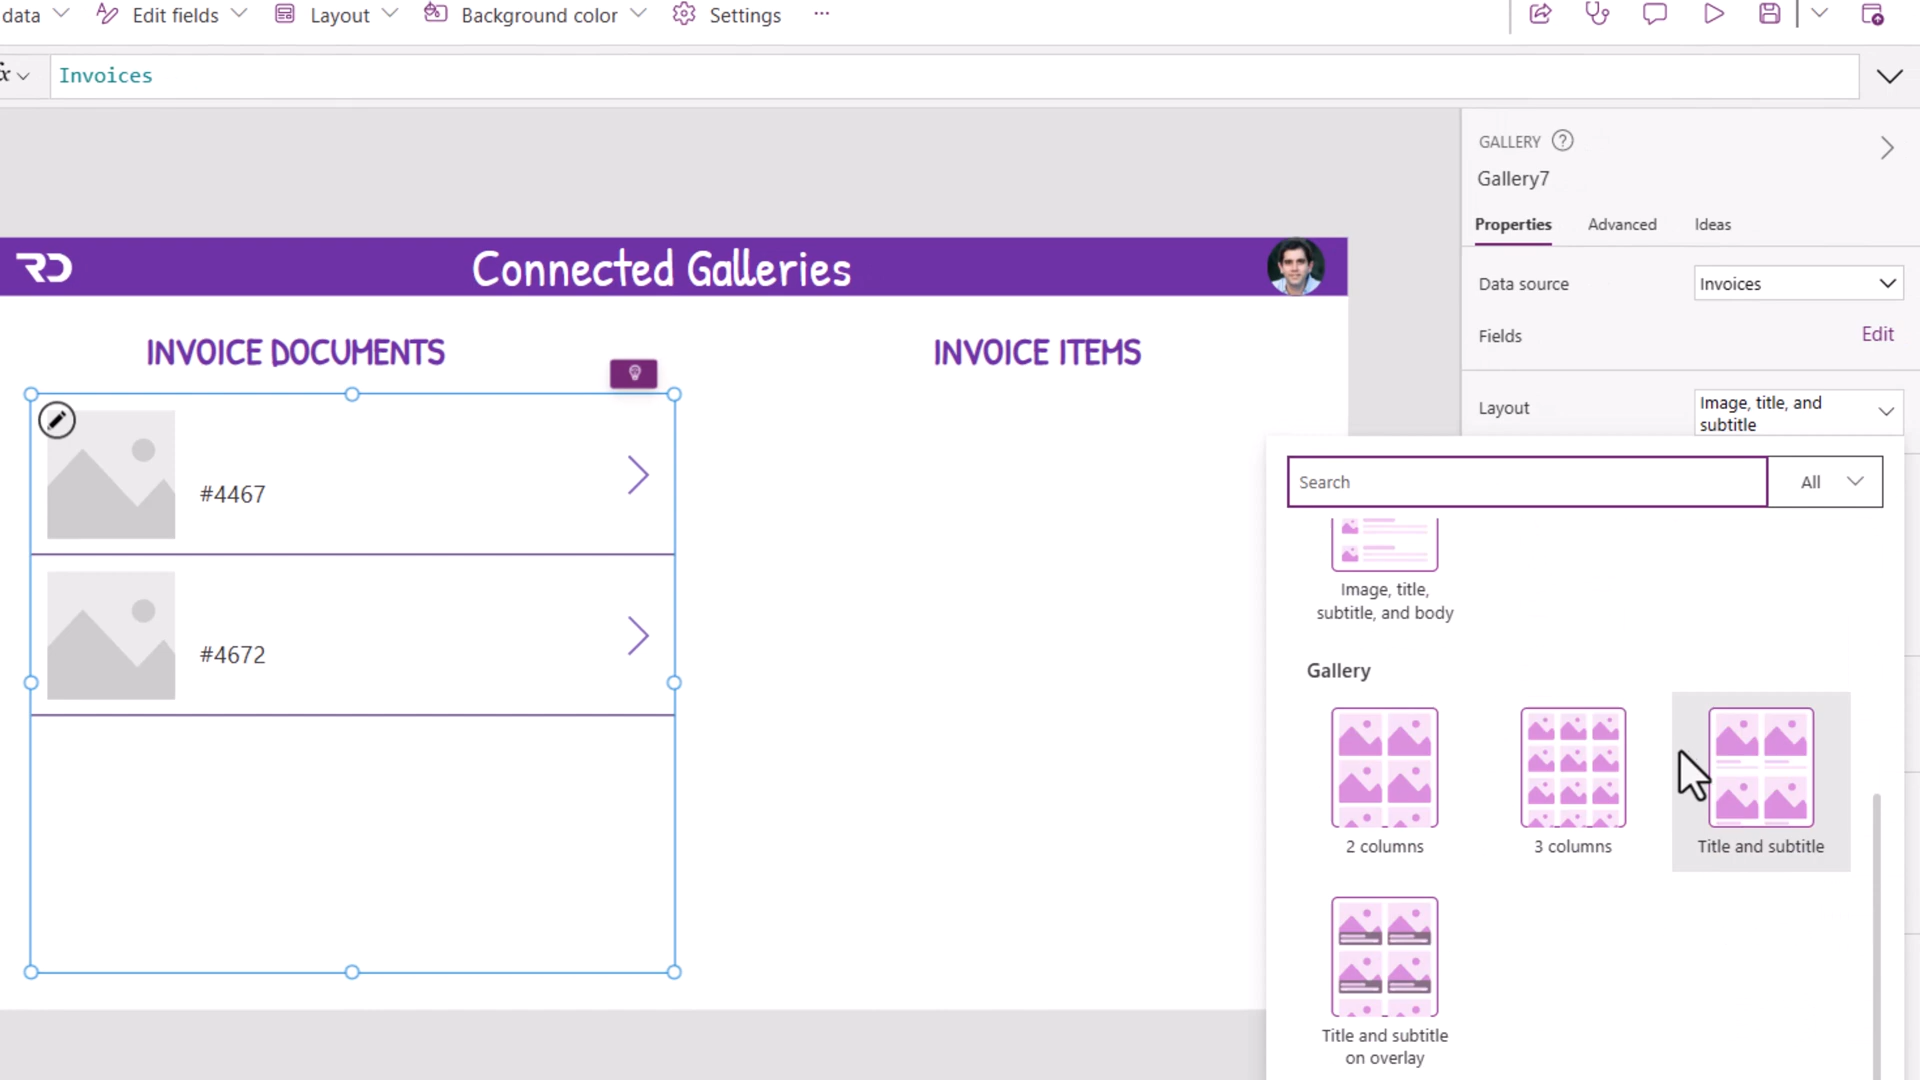 data Edit fields Layout Background color Settings ...
fx Invoices
GALLERY ?
Gallery7
Properties Advanced Ideas
Data source Invoices
Fields Edit
Layout Image, title, and
subtitle
RD Connected Galleries
INVOICE DOCUMENTS INVOICE ITEMS
#4467
#4672
Search All
Image, title,
subtitle, and body
Gallery
2 columns 3 columns Title and subtitle
Title and subtitle
on overlay